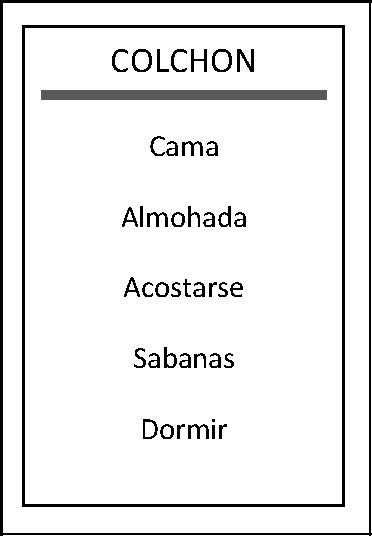 COLCHON
Cama
Almohada
Acostarse
Sabanas
Dormir